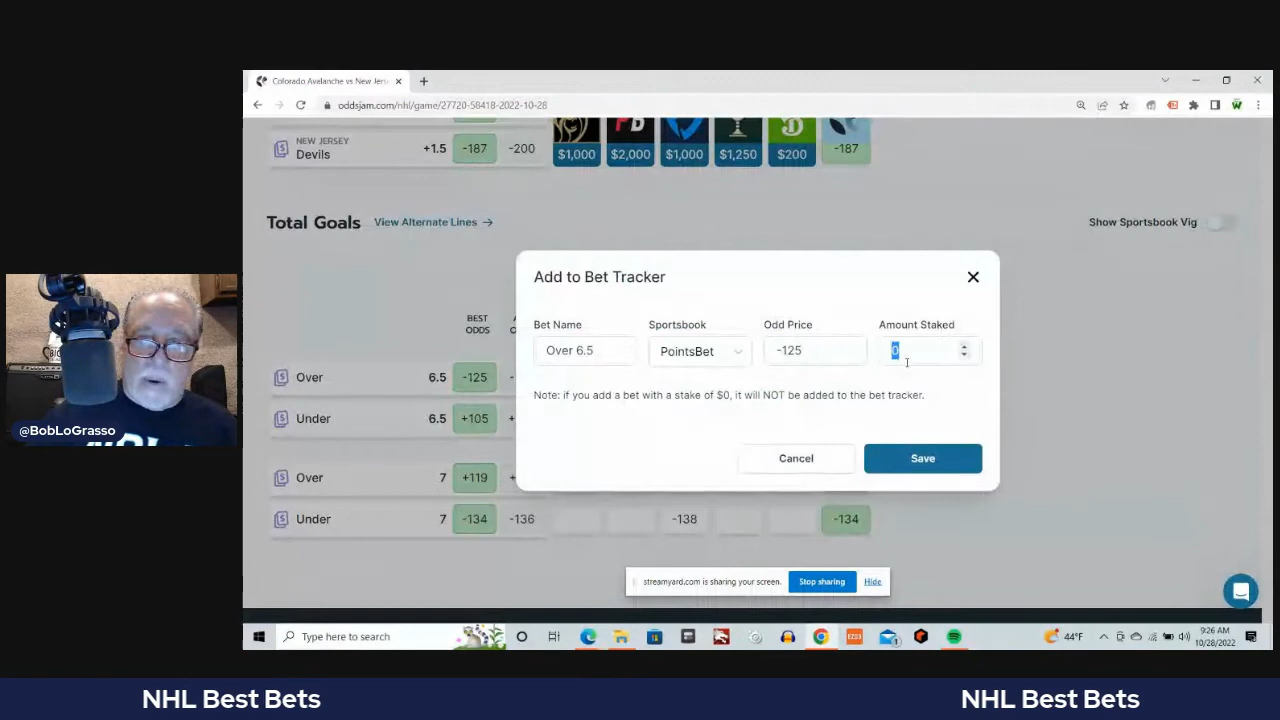 Colorado Avalanche vs New Jers
oddsjam.com/nhl/game/27720-58418-2022-10-28
NEW JERSEY
Devils
+1.5
-187
-200
$1,000
FD
$2,000
$1,000
$1,250
$200
-187
Total Goals
View Alternate Lines →
Show Sportsbook Vig
Add to Bet Tracker
Bet Name
Sportsbook
Odd Price
Amount Staked
Over 6.5
PointsBet
-125
0
Note: if you add a bet with a stake of $0, it will NOT be added to the bet tracker.
Cancel
Save
BEST
ODDS
Over
6.5
-125
Under
6.5
+105
Over
7
+119
Under
7
-134
-136
-138
-134
@BobLoGrasso
streamyard.com is sharing your screen.
Stop sharing
Hide
Type here to search
44°F
9:26 AM
10/28/2022
NHL Best Bets
NHL Best Bets